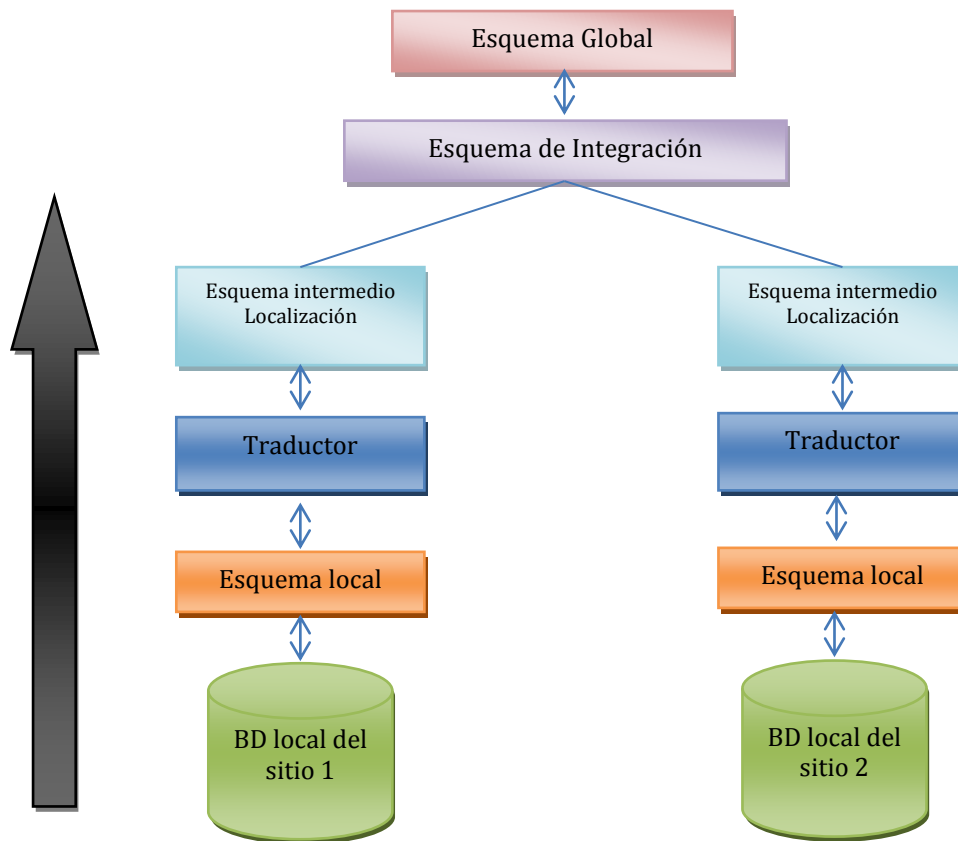 Esquema Global
Esquema de Integración
Esquema intermedio
Localización
Esquema intermedio
Localización
Traductor
Traductor
Esquema local
Esquema local
BD local del
sitio 1
BD local del
sitio 2